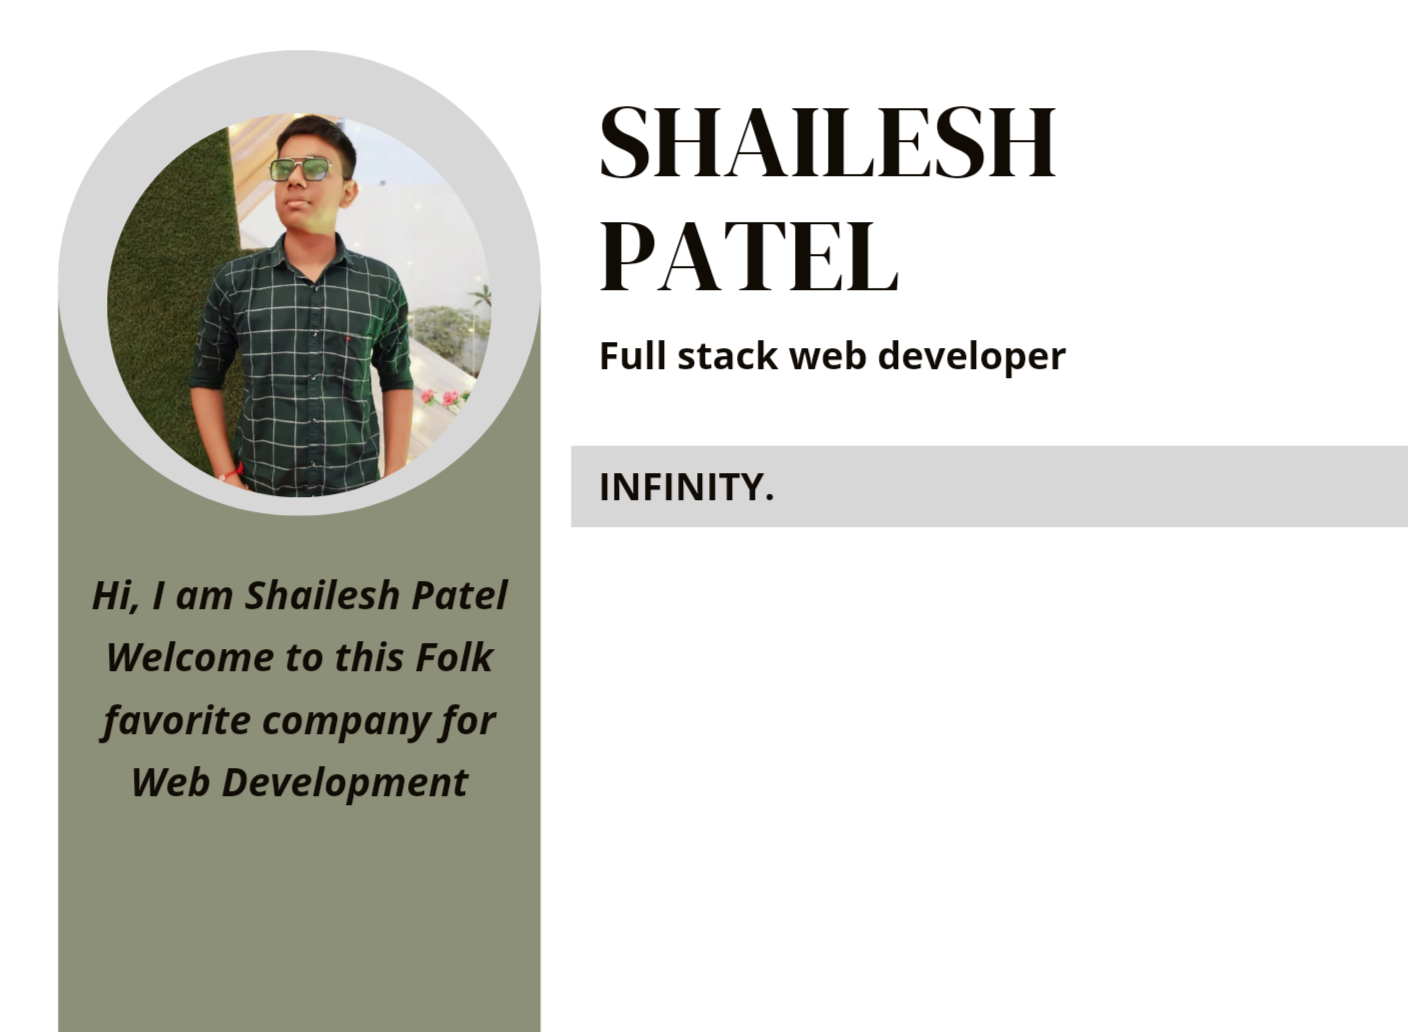 SHAILESH
PATEL
Full stack web developer
INFINITY.
Hi, I am Shailesh Patel
Welcome to this Folk
favorite company for
Web Development